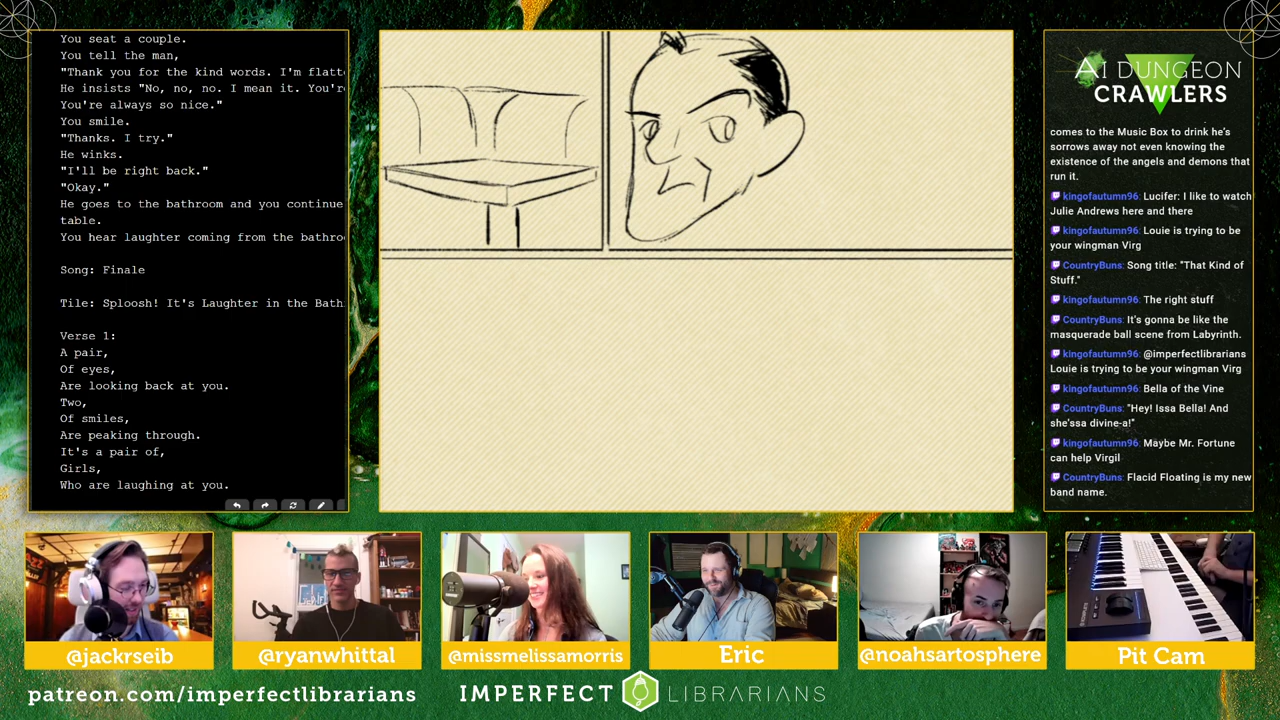 You seat a couple.
You tell the man,
"Thank you for the kind words. I'm flatt
He insists "No, no, no. I mean it. You'r
You're always so nice."
You smile.
"Thanks. I try."
He winks.
"I'll be right back."
"Okay."
He goes to the bathroom and you continue
table.
You hear laughter coming from the bathro
Song: Finale
Tile: Sploosh! It's Laughter in the Bath
Verse 1:
A pair,
Of eyes,
Are looking back at you.
Two,
Of smiles,
Are peaking through.
It's a pair of,
Girls,
Who are laughing at you.
AI DUNGEON
CRAWLERS
comes to the Music Box to drink he's
sorrows away not even knowing the
existence of the angels and demons that
run it.
kingofautumn96: Lucifer: I like to watch
Julie Andrews here and there
kingofautumn96: Louie is trying to be
your wingman Virg
CountryBuns: Song title: "That Kind of
Stuff."
kingofautumn96: The right stuff
CountryBuns: It's gonna be like the
masquerade ball scene from Labyrinth.
kingofautumn96: @imperfectlibrarians
Louie is trying to be your wingman Virg
kingofautumn96: Bella of the Vine
CountryBuns: "Hey! Issa Bella! And
she'ssa divine-a!"
kingofautumn96: Maybe Mr. Fortune
can help Virgil
CountryBuns: Flacid Floating is my new
band name.
@jackrseib
@ryanwhittal
@missmelissamorris
Eric
@noahsartosphere
Pit Cam
patreon.com/imperfectlibrarians
IMPERFECT LIBRARIANS